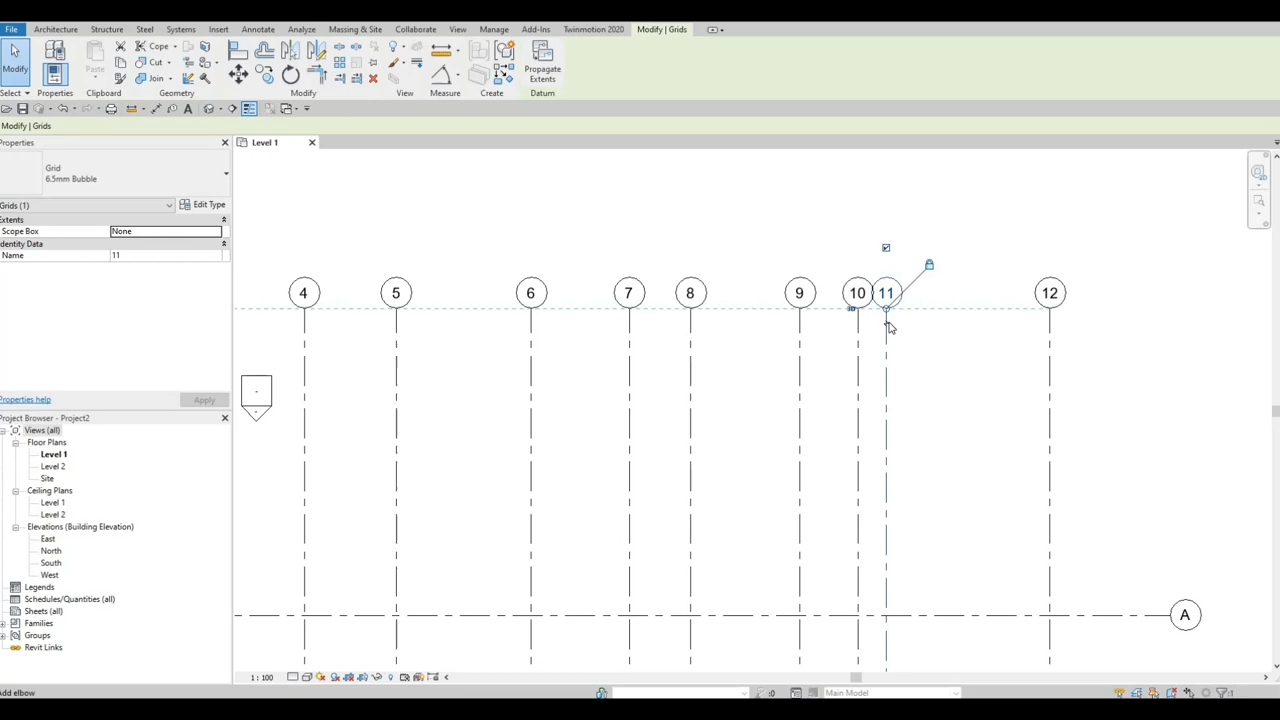 File Architecture Structure Steel Systems Insert Annotate Analyze Massing & Site Collaborate View Manage Add-Ins Twinmotion 2020 Modify | Grids
Modify Paste Cope Cut Join Propagate Extents
Select Properties Clipboard Geometry Modify View Measure Create Datum
Modify | Grids
Properties
Level 1
Grid
6.5mm Bubble
Grids (1)
Edit Type
Extents
Scope Box None
Identity Data
Name 11
4 5 6 7 8 9 10 11 12
3D
A
Properties help Apply
Project Browser - Project2
Views (all)
Floor Plans
Level 1
Level 2
Site
Ceiling Plans
Level 1
Level 2
Elevations (Building Elevation)
East
North
South
West
Legends
Schedules/Quantities (all)
Sheets (all)
Families
Groups
Revit Links
1 : 100
Add elbow
:0
Main Model
:1